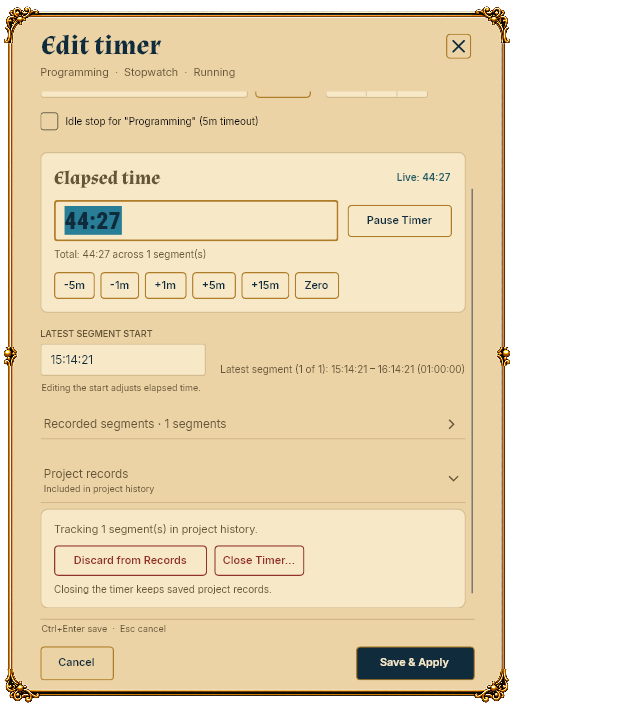 Edit timer
Programming · Stopwatch · Running
Idle stop for "Programming" (5m timeout)
Elapsed time
Live: 44:27
44:27
Pause Timer
Total: 44:27 across 1 segment(s)
-5m -1m +1m +5m +15m Zero
LATEST SEGMENT START
15:14:21
Latest segment (1 of 1): 15:14:21 – 16:14:21 (01:00:00)
Editing the start adjusts elapsed time.
Recorded segments · 1 segments
Project records
Included in project history
Tracking 1 segment(s) in project history.
Discard from Records Close Timer...
Closing the timer keeps saved project records.
Ctrl+Enter save · Esc cancel
Cancel Save & Apply